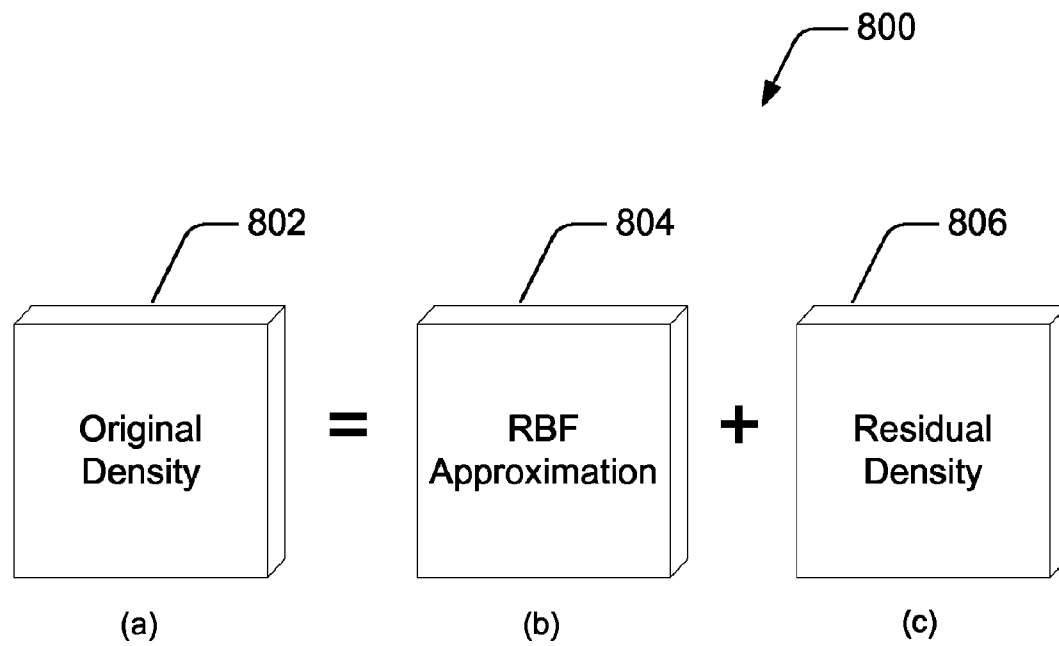 800
802
804
806
Original
Density
=
RBF
Approximation
+
Residual
Density
(a)
(b)
(c)